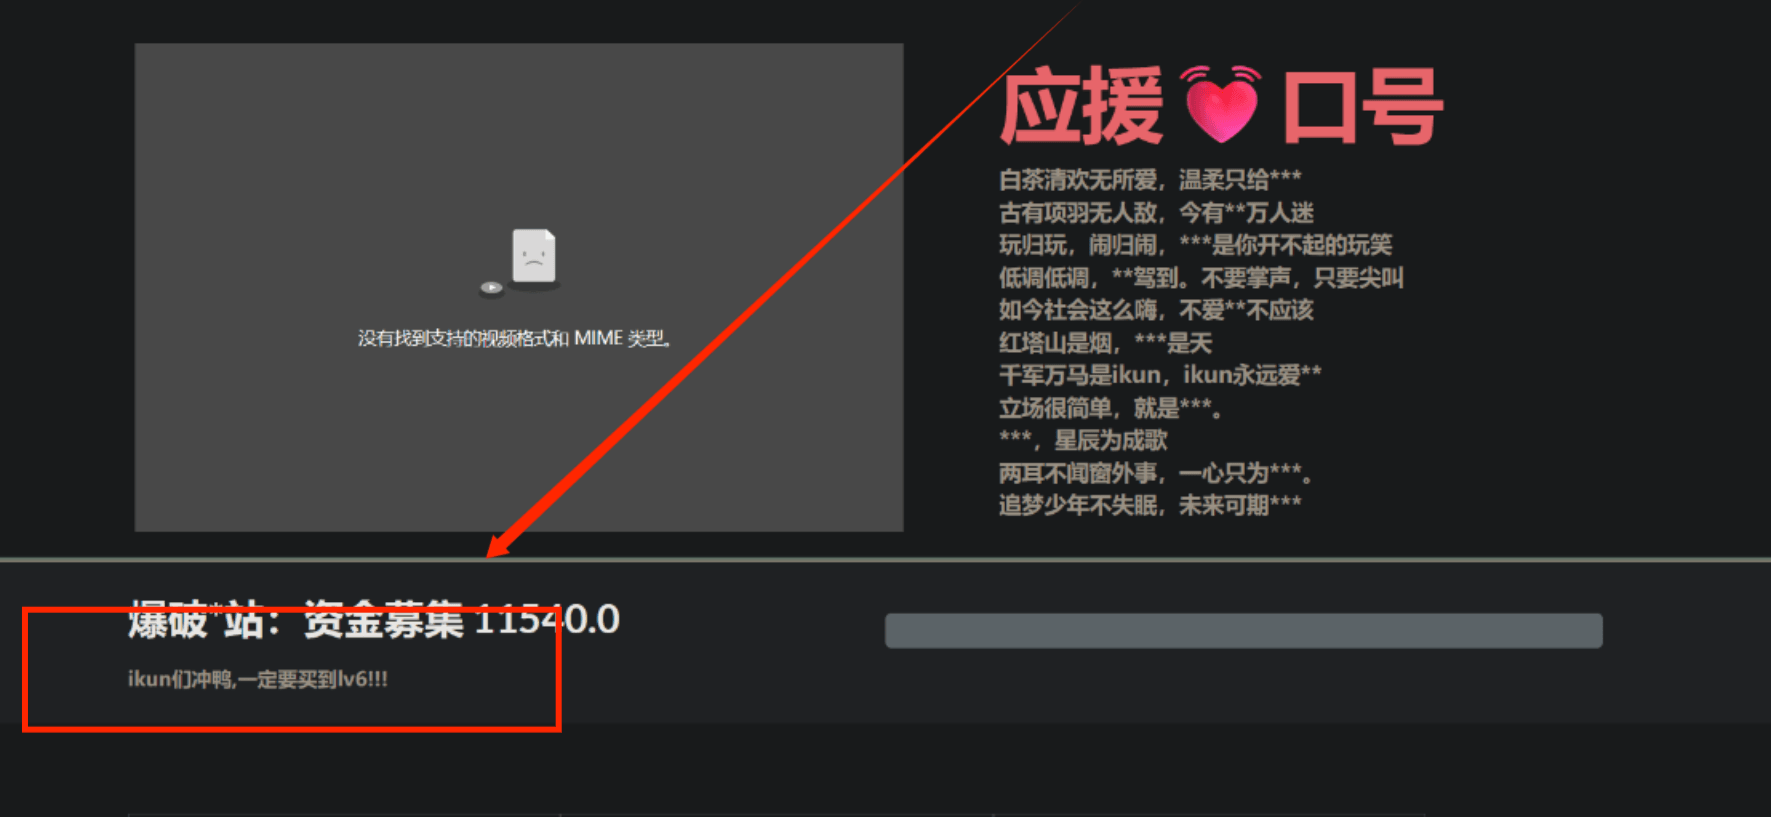 没有找到支持的视频格式和 MIME 类型。
应援💓口号
白茶清欢无所爱，温柔只给***
古有项羽无人敌，今有**万人迷
玩归玩，闹归闹，***是你开不起的玩笑
低调低调，**驾到。不要掌声，只要尖叫
如今社会这么嗨，不爱**不应该
红塔山是烟，***是天
千军万马是ikun，ikun永远爱**
立场很简单，就是***。
***，星辰为成歌
两耳不闻窗外事，一心只为***。
追梦少年不失眠，未来可期***
爆破*站：资金募集 11540.0
ikun们冲鸭,一定要买到lv6!!!